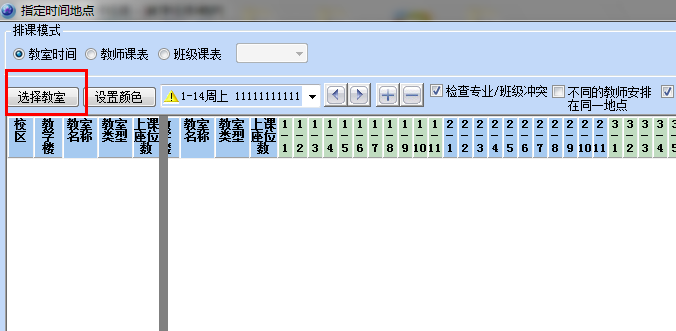 指定时间地点
排课模式
教室时间 教师课表 班级课表
选择教室 设置颜色 1-14周上 11111111111 检查专业/班级冲突 不同的教师安排
在同一地点
校区 教学楼 教室名称 教室类型 上课座位数 教室名称 教室类型 上课座位数 1-1 1-2 1-3 1-4 1-5 1-6 1-7 1-8 1-9 1-10 1-11 2-1 2-2 2-3 2-4 2-5 2-6 2-7 2-8 2-9 2-10 2-11 3-1 3-2 3-3 3-4